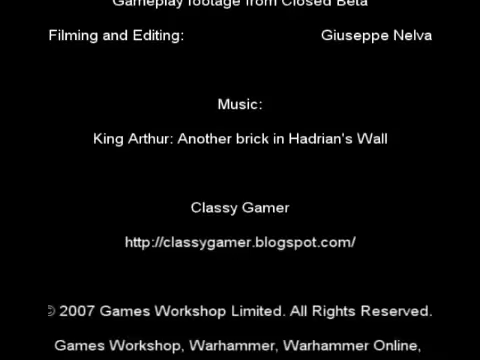 Gameplay footage from Closed Beta
Filming and Editing: Giuseppe Nelva
Music:
King Arthur: Another brick in Hadrian's Wall
Classy Gamer
http://classygamer.blogspot.com/
© 2007 Games Workshop Limited. All Rights Reserved.
Games Workshop, Warhammer, Warhammer Online,